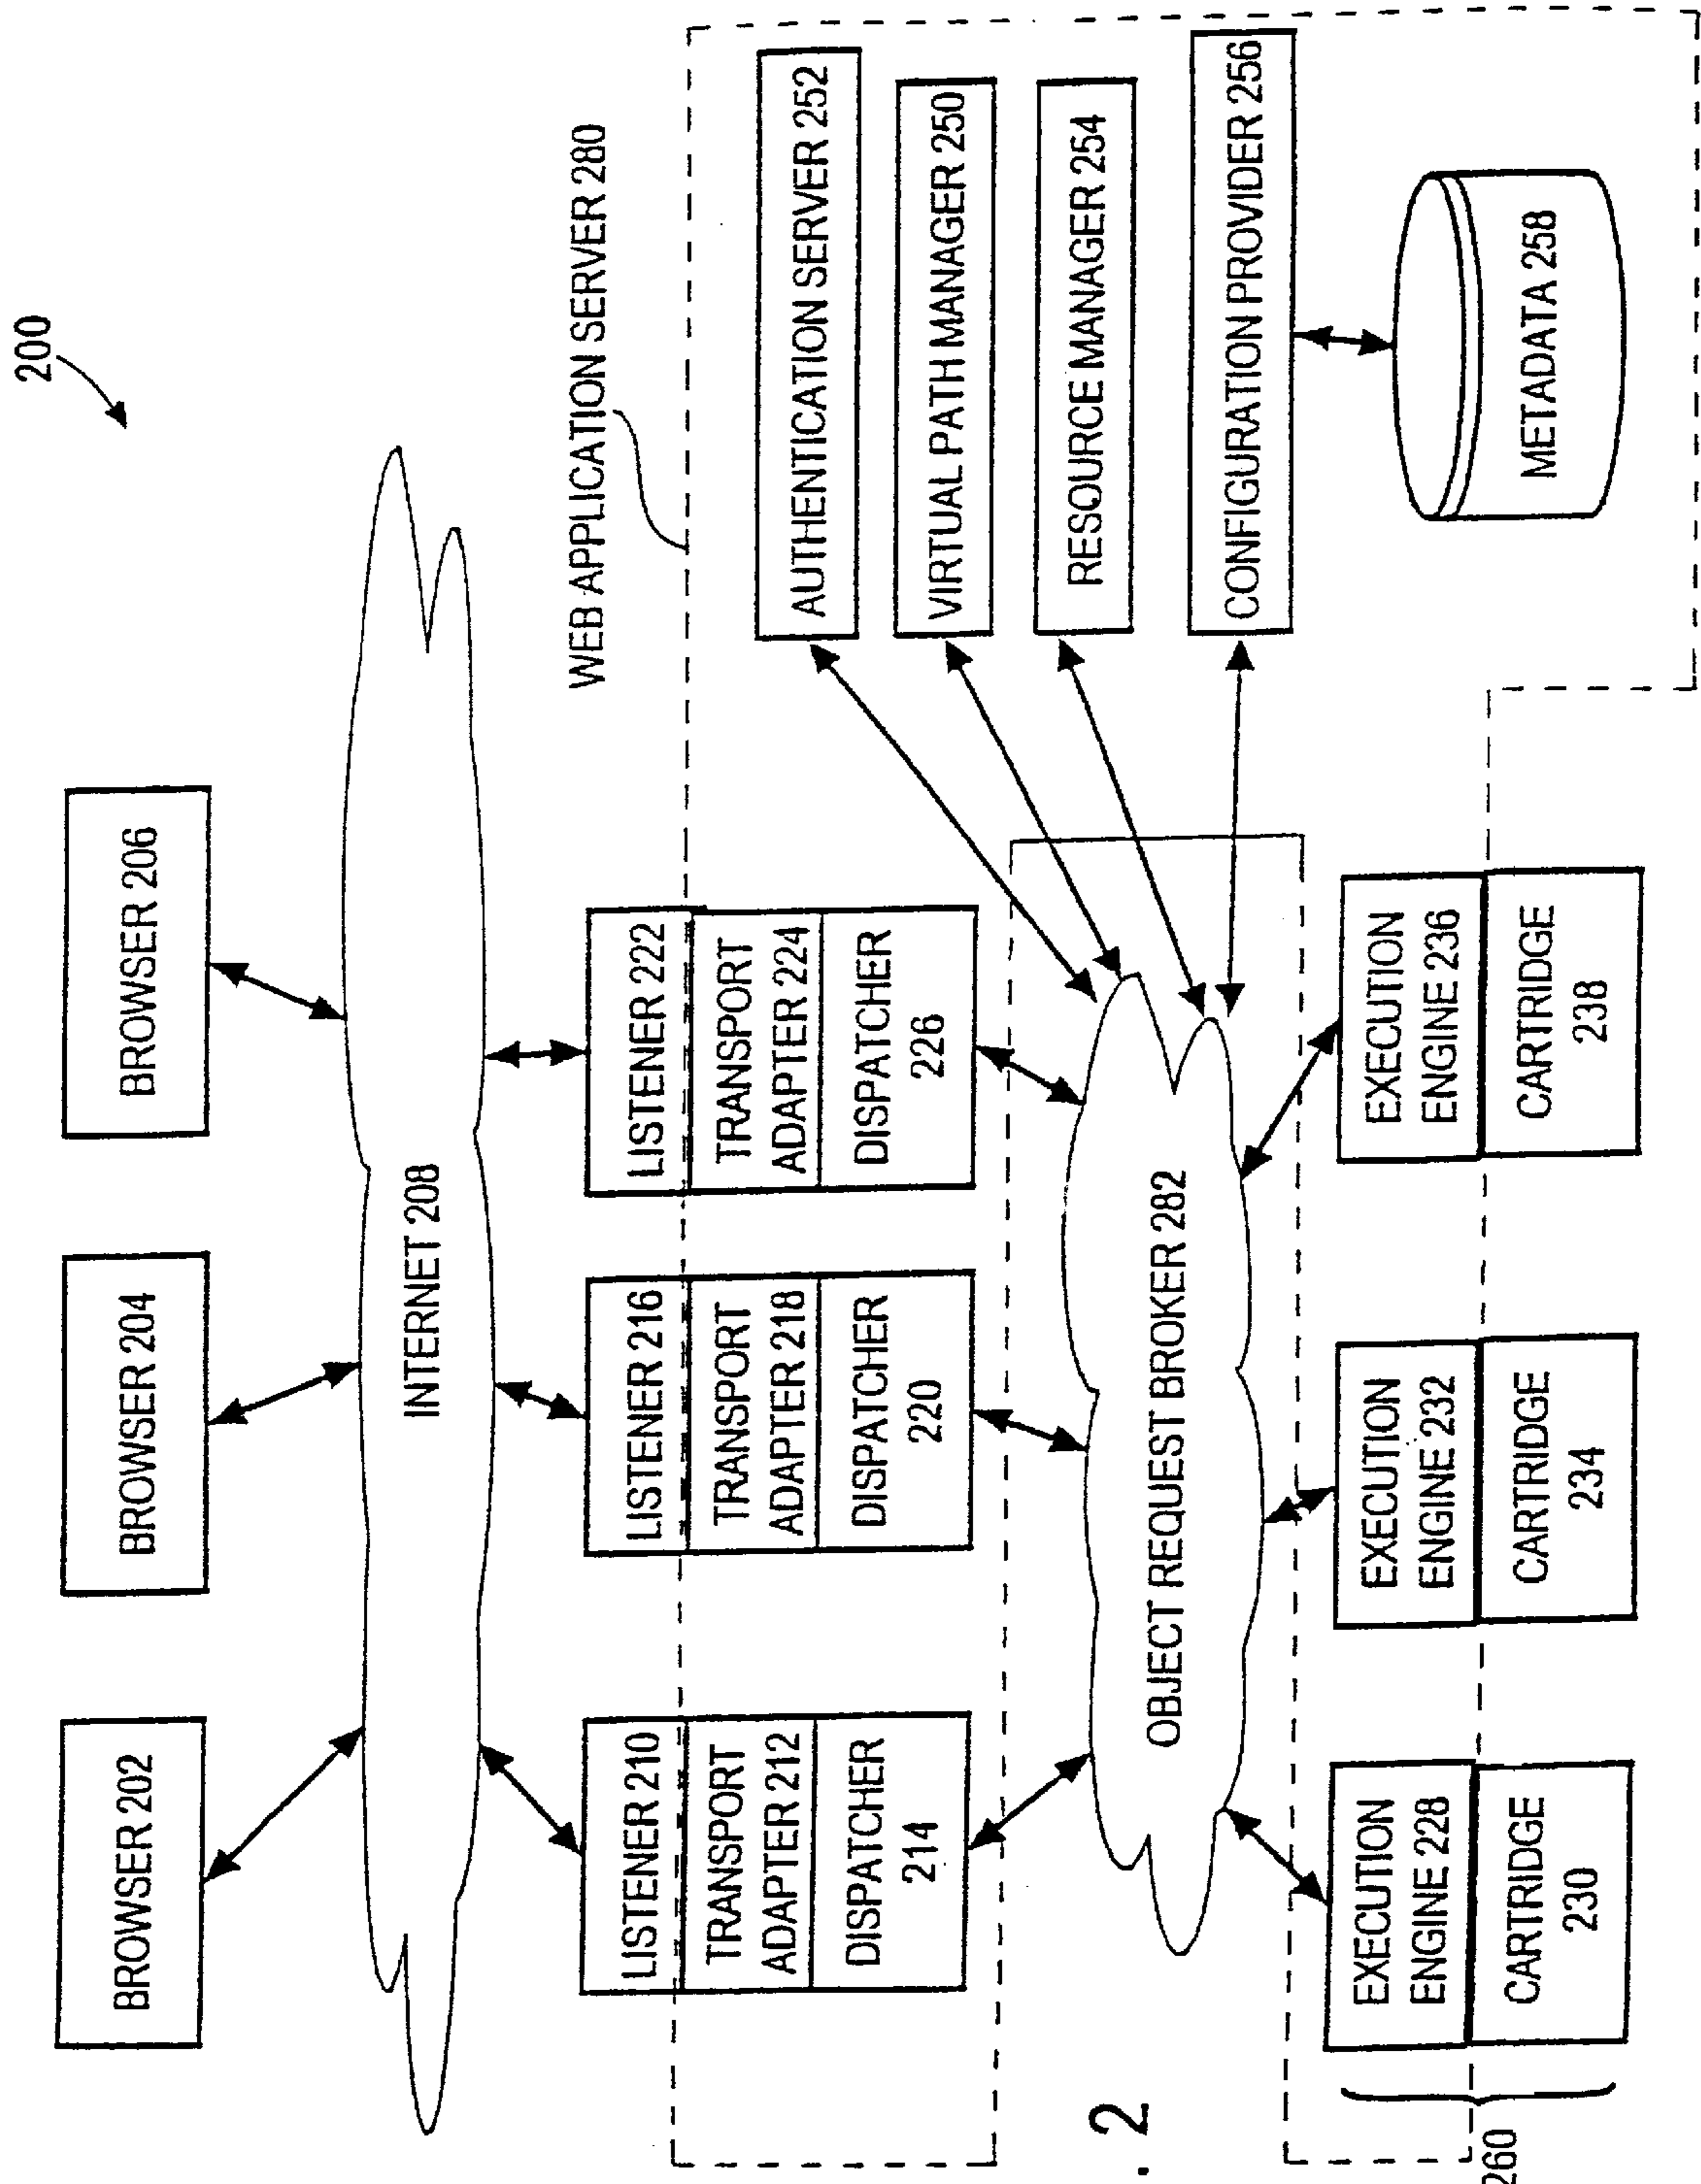 200
BROWSER 202
BROWSER 204
BROWSER 206
INTERNET 208
WEB APPLICATION SERVER 280
LISTENER 210
TRANSPORT
ADAPTER 212
DISPATCHER
214
LISTENER 216
TRANSPORT
ADAPTER 218
DISPATCHER
220
LISTENER 222
TRANSPORT
ADAPTER 224
DISPATCHER
226
AUTHENTICATION SERVER 252
VIRTUAL PATH MANAGER 250
RESOURCE MANAGER 254
CONFIGURATION PROVIDER 256
METADATA 258
OBJECT REQUEST BROKER 282
EXECUTION
ENGINE 228
CARTRIDGE
230
EXECUTION
ENGINE 232
CARTRIDGE
234
EXECUTION
ENGINE 236
CARTRIDGE
238
260
. 2